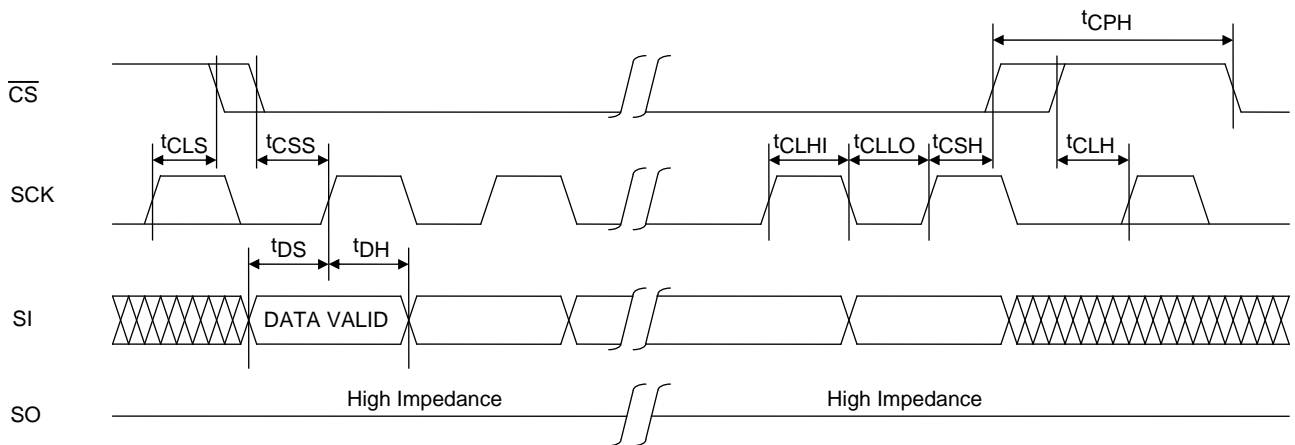 tCPH
CS
tCLS
tCSS
tCLHI
tCLLO
tCSH
tCLH
SCK
tDS
tDH
SI
DATA VALID
High Impedance
High Impedance
SO